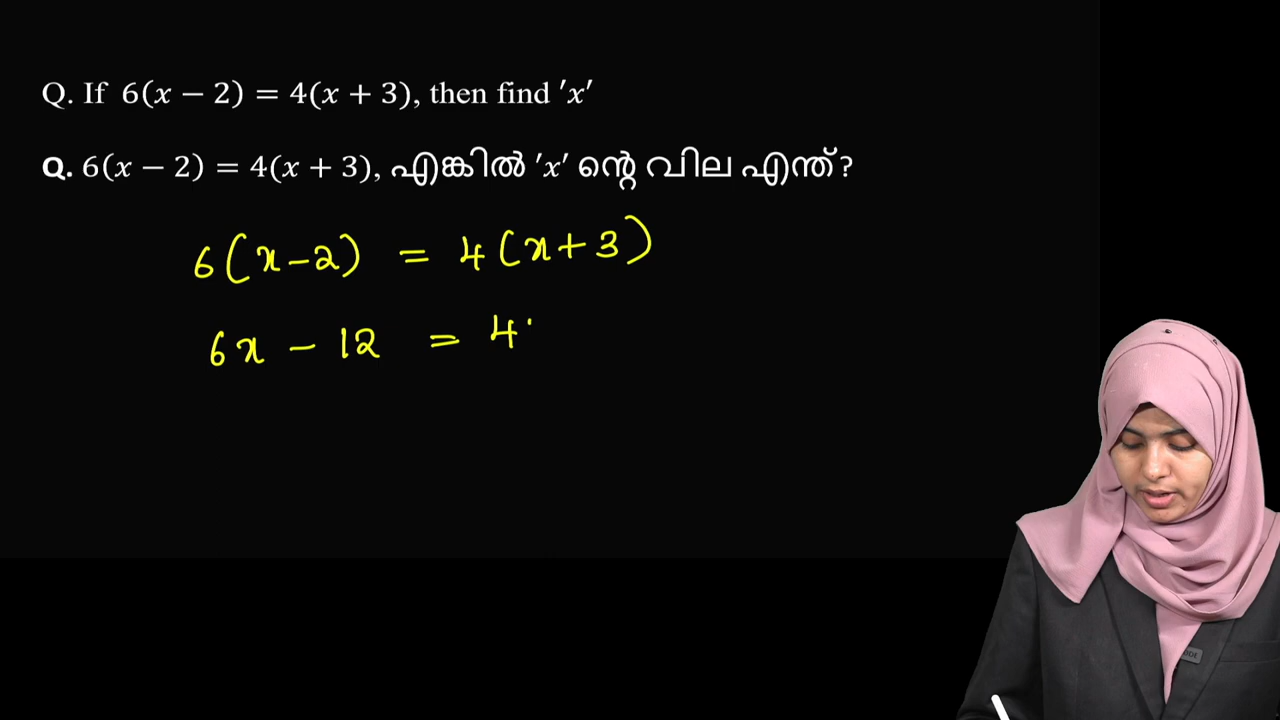 Q. If 6(x − 2) = 4(x + 3), then find ′x′
Q. 6(x − 2) = 4(x + 3), എങ്കിൽ ′x′ ന്റെ വില എന്ത്?
6(x-2) = 4(x+3)
6x - 12 = 4